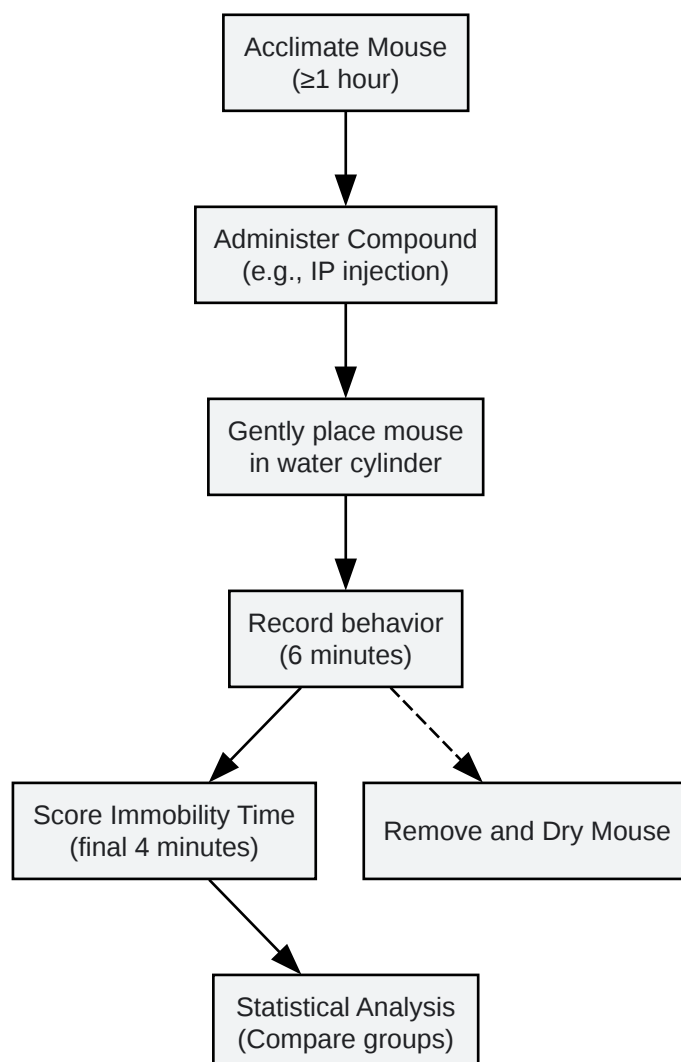 Acclimate Mouse
(≥1 hour)
Administer Compound
(e.g., IP injection)
Gently place mouse
in water cylinder
Record behavior
(6 minutes)
Score Immobility Time
(final 4 minutes)
Remove and Dry Mouse
Statistical Analysis
(Compare groups)